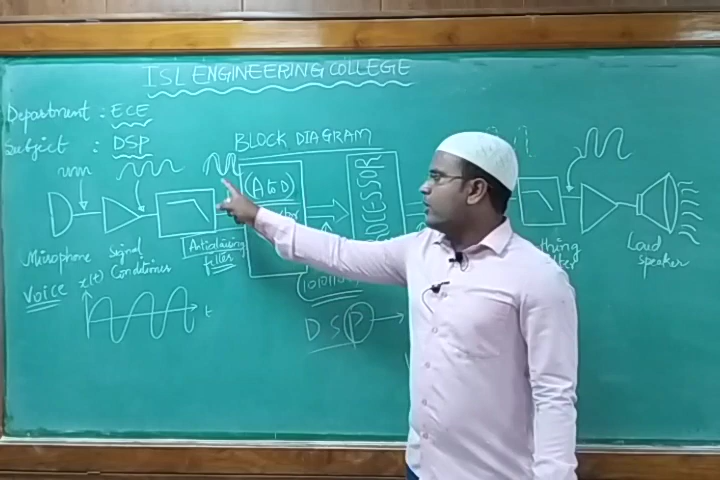 ISL ENGINEERING COLLEGE
Department : ECE
Subject : DSP
BLOCK DIAGRAM
(A to D)
Microphone
Signal
Conditioner
Antialiasing
filter
Loud
speaker
Voice
x(t)
t
DSP